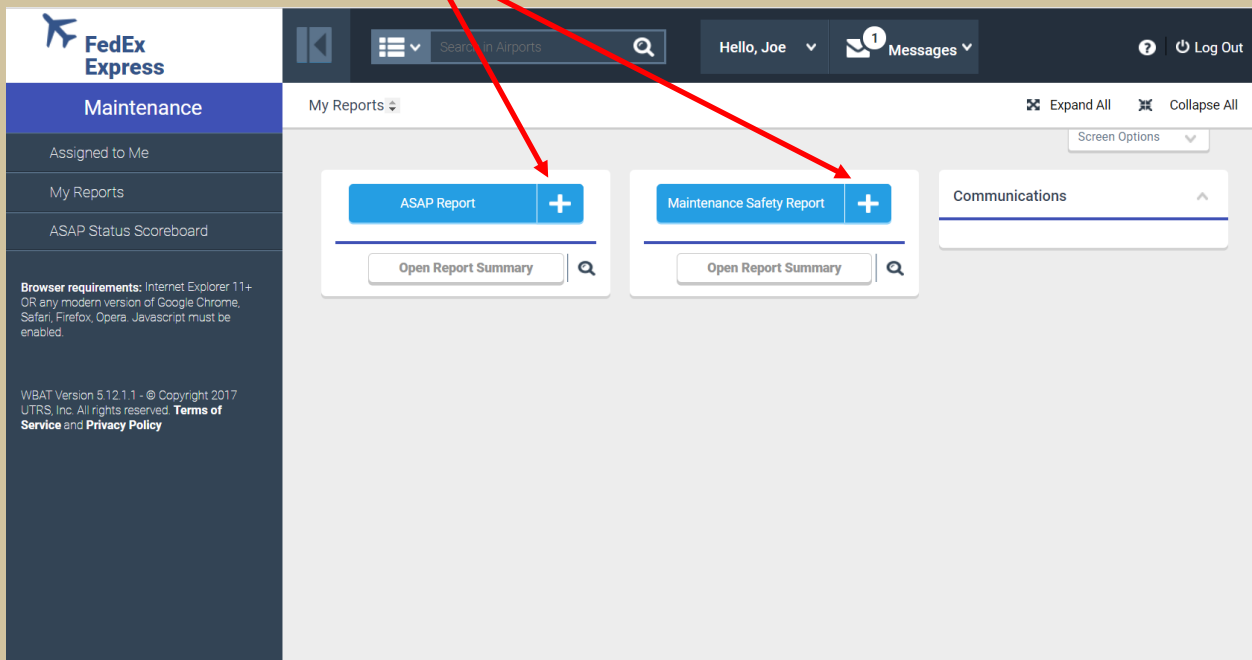 FedEx
Express
Search in Airports
Hello, Joe
1
Messages
? Log Out
Maintenance
My Reports
Expand All
Collapse All
Assigned to Me
My Reports
ASAP Status Scoreboard
Browser requirements: Internet Explorer 11+
OR any modern version of Google Chrome,
Safari, Firefox, Opera. Javascript must be
enabled.
WBAT Version 5.12.1.1 - © Copyright 2017
UTRS, Inc. All rights reserved. Terms of
Service and Privacy Policy
Screen Options
ASAP Report +
Open Report Summary
Maintenance Safety Report +
Open Report Summary
Communications